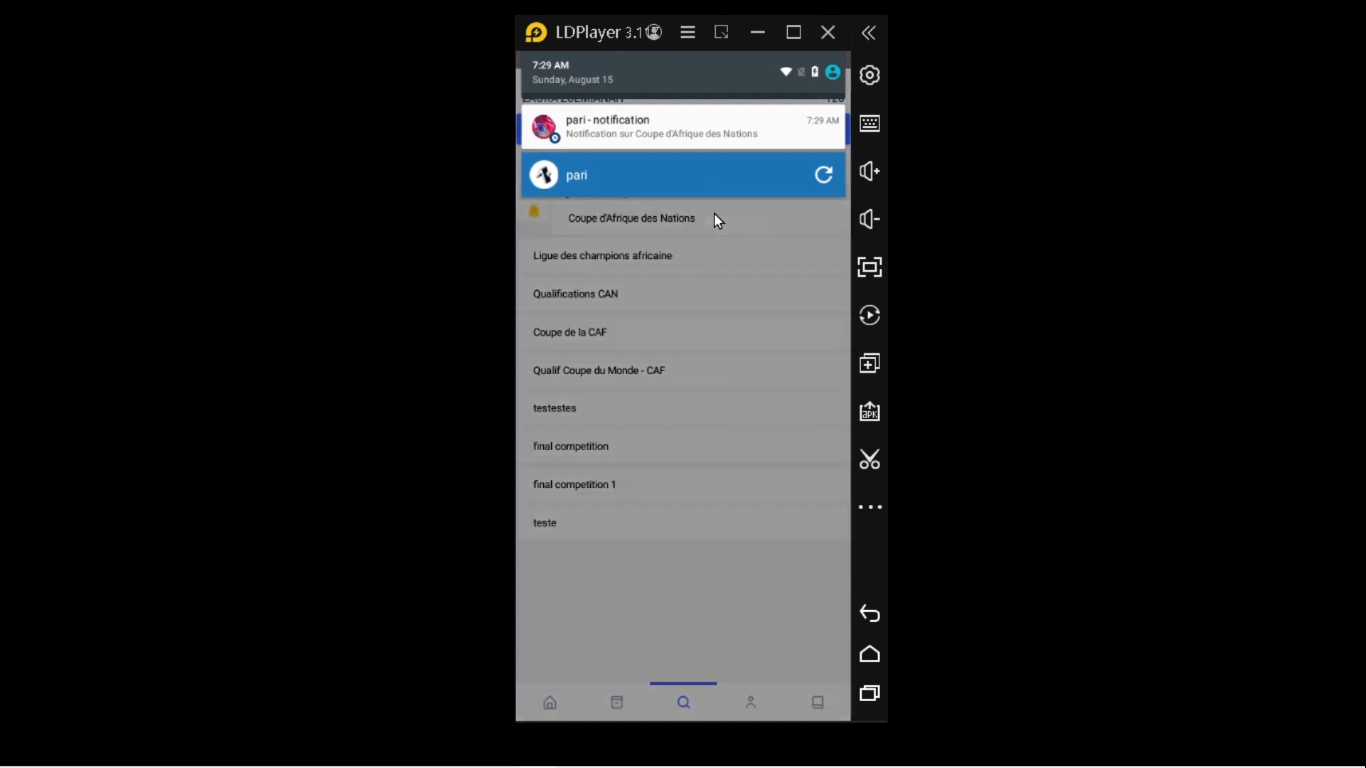 LDPlayer 3.1
7:29 AM
Sunday, August 15
pari - notification
7:29 AM
Notification sur Coupe d'Afrique des Nations
pari
Coupe d'Afrique des Nations
Ligue des champions africaine
Qualifications CAN
Coupe de la CAF
Qualif Coupe du Monde - CAF
testestes
final competition
final competition 1
teste
APK